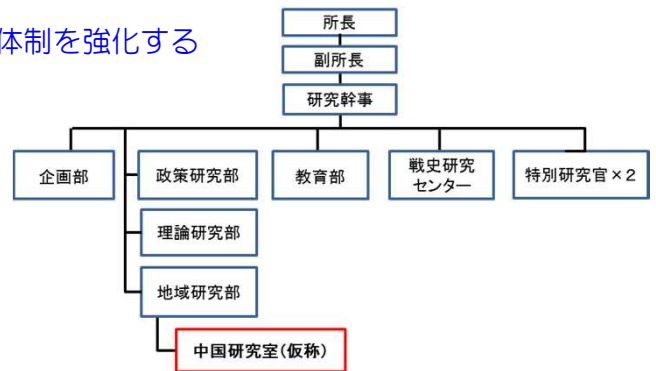 体制を強化する
所長
副所長
研究幹事
企画部
政策研究部
教育部
戦史研究
センター
特別研究官×2
理論研究部
地域研究部
中国研究室(仮称)